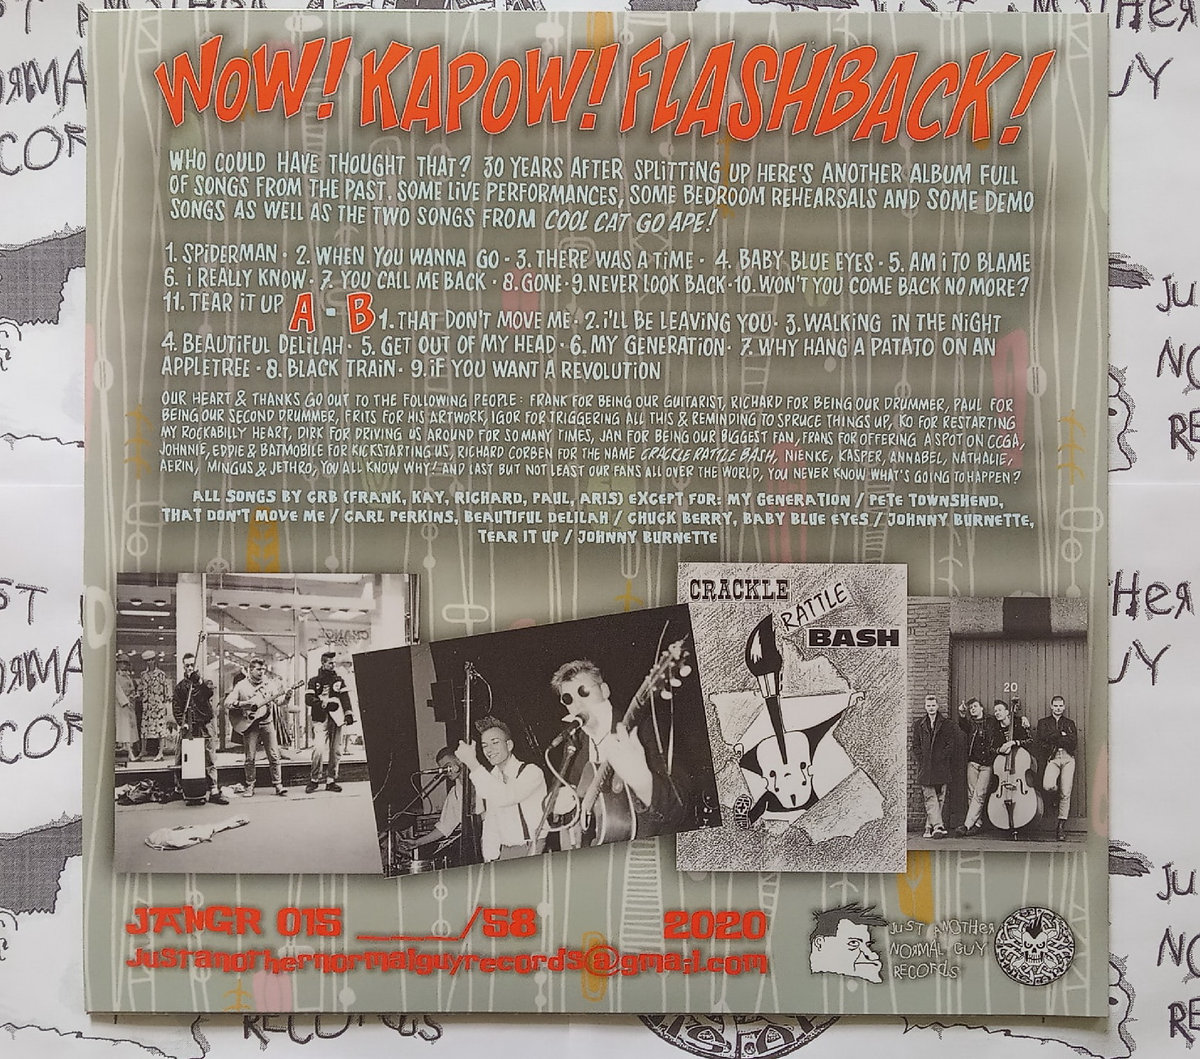 WOW! KAPOW! FLASHBACK!
WHO COULD HAVE THOUGHT THAT? 30 YEARS AFTER SPLiTTiNG UP HERE'S ANOTHER ALBUM FULL
OF SONGS FROM THE PAST. SOME LIVE PERFORMANCES, SOME BEDROOM REHEARSALS AND SOME DEMO
SONGS AS WELL AS THE TWO SONGS FROM COOL CAT GO APE!
1. SPiDERMAN · 2. WHEN YOU WANNA GO · 3. THERE WAS A TiME · 4. BABY BLUE EYES · 5. AM i TO BLAME
6. i REALLY KNOW · 7. YOU CALL ME BACK · 8. GONE · 9. NEVER LOOK BACK · 10. WON'T YOU COME BACK NO MORE?
11. TEAR iT UP A - B 1. THAT DON'T MOVE ME · 2. i'LL BE LEAVING YOU · 3. WALKING iN THE NiGHT
4. BEAUTiFUL DELiLAH · 5. GET OUT OF MY HEAD · 6. MY GENERATiON · 7. WHY HANG A PATATO ON AN
APPLETREE · 8. BLACK TRAiN · 9. iF YOU WANT A REVOLUTiON
OUR HEART & THANKS GO OUT TO THE FOLLOWING PEOPLE: FRANK FOR BEING OUR GUITARIST, RICHARD FOR BEING OUR DRUMMER, PAUL FOR
BEING OUR SECOND DRUMMER, FRITS FOR HIS ARTWORK, IGOR FOR TRIGGERING ALL THIS & REMINDING TO SPRUCE THINGS UP, KO FOR RESTARTING
MY ROCKABILLY HEART, DIRK FOR DRIVING US AROUND FOR SO MANY TIMES, JAN FOR BEING OUR BIGGEST FAN, FRANS FOR OFFERING A SPOT ON CCGA,
JOHNNIE, EDDIE & BATMOBILE FOR KICKSTARTING US, RICHARD CORBEN FOR THE NAME CRACKLE RATTLE BASH, NIENKE, KASPER, ANNABEL, NATHALIE,
AERIN, MINGUS & JETHRO, YOU ALL KNOW WHY! AND LAST BUT NOT LEAST OUR FANS ALL OVER THE WORLD, YOU NEVER KNOW WHAT'S GOING TO HAPPEN?
ALL SONGS BY CRB (FRANK, KAY, RICHARD, PAUL, ARIS) EXCEPT FOR: MY GENERATION / PETE TOWNSHEND,
THAT DON'T MOVE ME / CARL PERKINS, BEAUTIFUL DELILAH / CHUCK BERRY, BABY BLUE EYES / JOHNNY BURNETTE,
TEAR IT UP / JOHNNY BURNETTE
CRACKLE
RATTLE
BASH
20
JANGR 015 _____/58 2020
justanothernormalguyrecords@gmail.com
JUST ANOTHER
NORMAL GUY
RECORDS
RECORDS